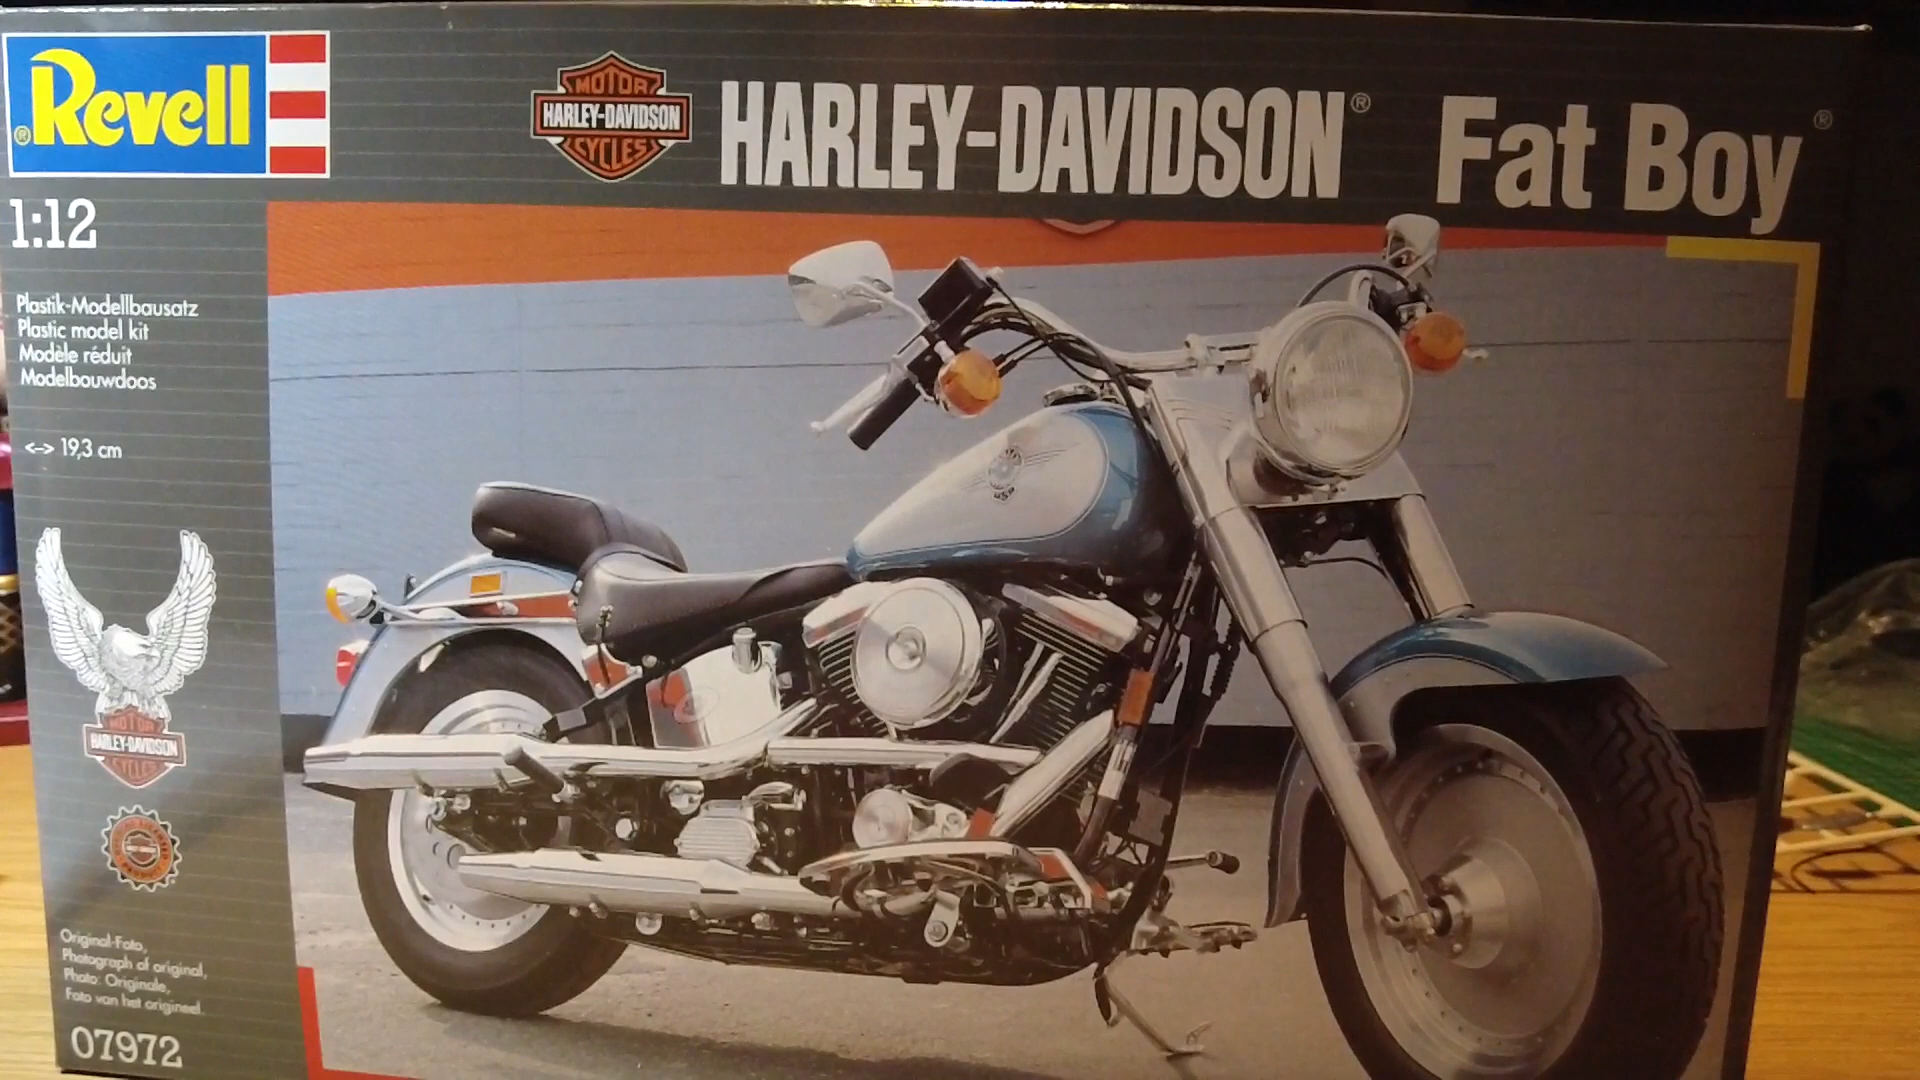 Revell ®
MOTOR
HARLEY-DAVIDSON
CYCLES
HARLEY-DAVIDSON® Fat Boy®
1:12
Plastik-Modellbausatz
Plastic model kit
Modèle réduit
Modelbouwdoos
<-> 19,3 cm
USA
MOTOR
HARLEY-DAVIDSON
CYCLES
Original-Foto,
Photograph of original,
Photo: Originale,
Foto van het origineel.
07972